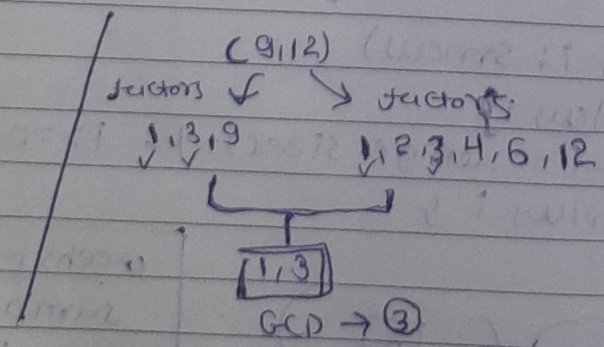 (9,12)
factors factors
1, 3, 9 1, 2, 3, 4, 6, 12
1, 3
GCD → 3